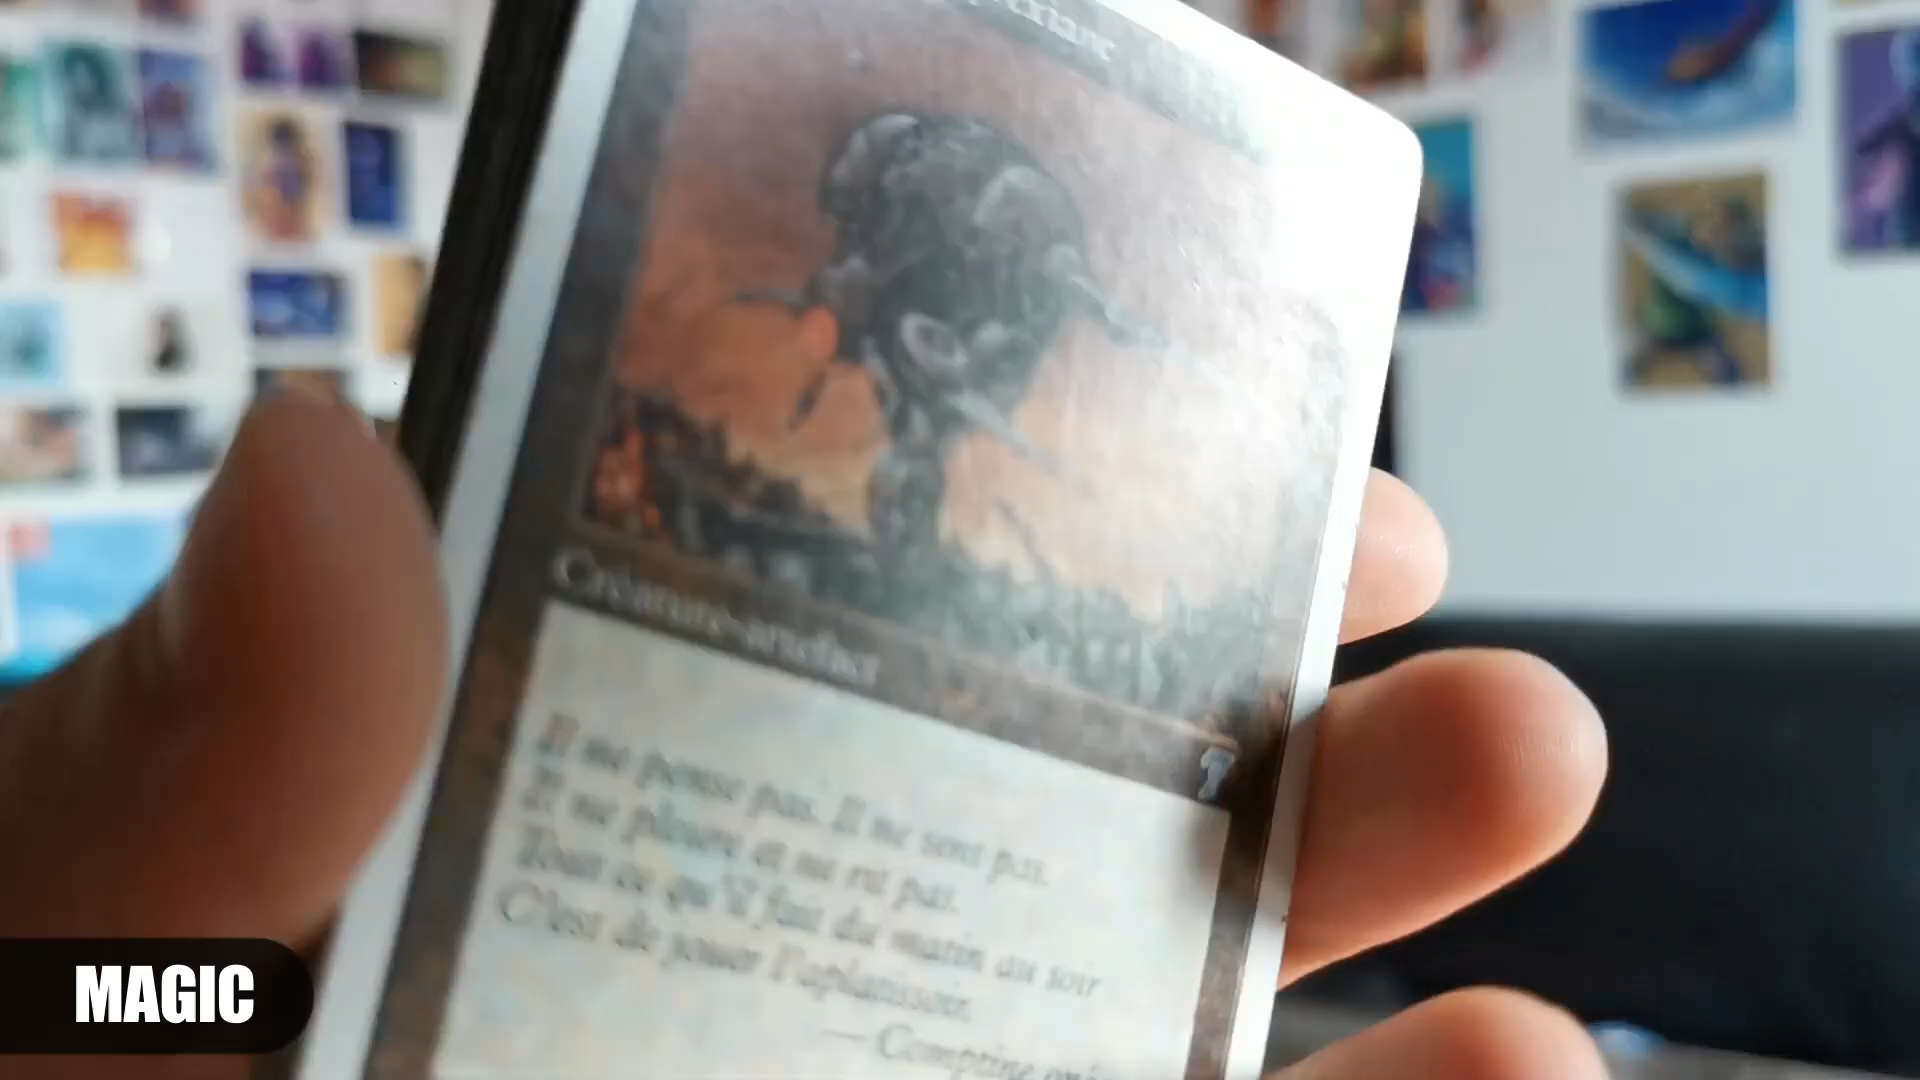 Créature-artefact
Il ne pense pas. Il ne sent pas.
Il ne pleure et ne rit pas.
Tout ce qu'il fait du matin au soir
C'est de jouer l'aplatissoir.
— Comptine
MAGIC